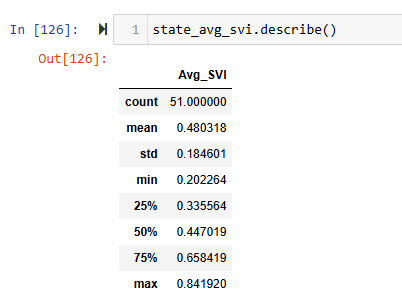 In [126]: 1 state_avg_svi.describe()
Out[126]:
Avg_SVI
count 51.000000
mean 0.480318
std 0.184601
min 0.202264
25% 0.335564
50% 0.447019
75% 0.658419
max 0.841920